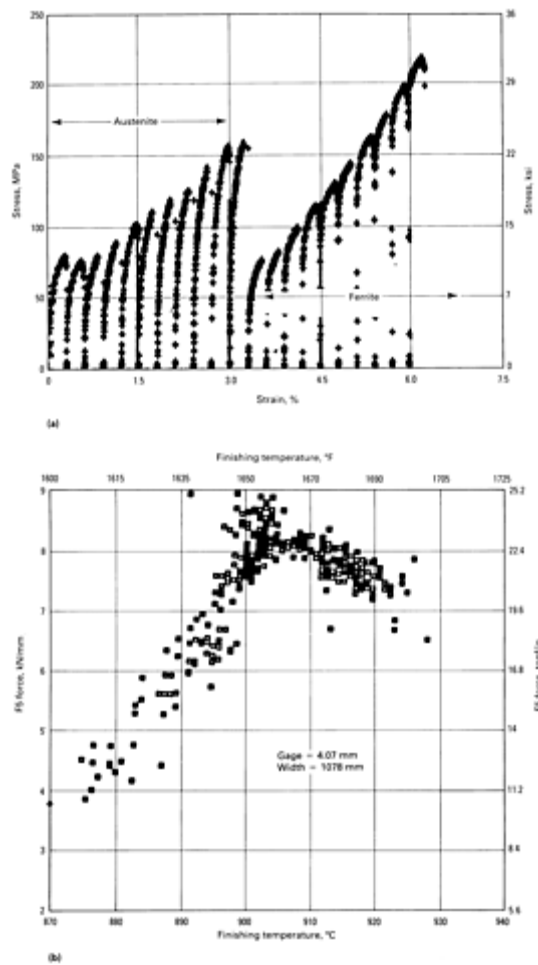 250
200
150
100
50
0
Stress, MPa
36
29
22
15
7
0
Stress, ksi
Austenite
Ferrite
0 1.5 3.0 4.5 6.0 7.5
Strain, %
(a)
Finishing temperature, °F
1600 1615 1635 1650 1670 1690 1705 1725
9
8
7
6
5
4
3
2
F5 force, kN/mm
25.2
22.4
19.6
16.8
14
11.2
8.4
5.6
F5 force,
Gage – 4.07 mm
Width – 1078 mm
870 880 890 900 910 920 930 940
Finishing temperature, °C
(b)